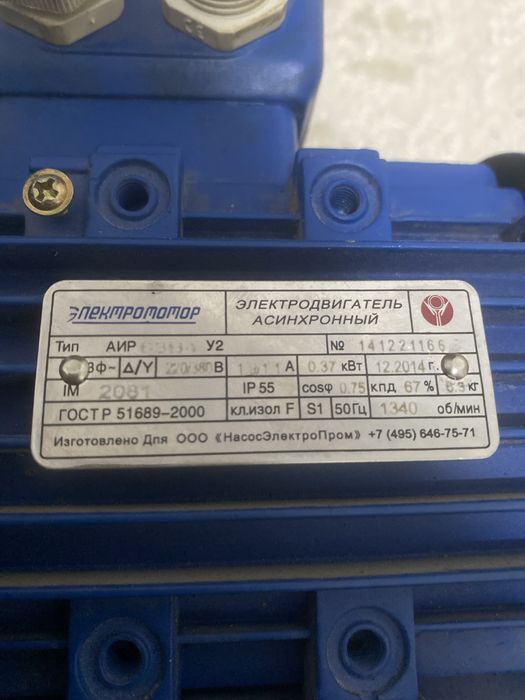 ЭЛЕКТРОМОТОР
ЭЛЕКТРОДВИГАТЕЛЬ
АСИНХРОННЫЙ
Тип АИР У2 № 141221166
3ф~ Δ/Y 220/380 В А 0.37 кВт 12.2014 г.
IM 2081 IP 55 cosφ 0.75 кпд 67 % кг
ГОСТ Р 51689-2000 кл.изол F S1 50Гц 1340 об/мин
Изготовлено Для ООО «НасосЭлектроПром» +7 (495) 646-75-71